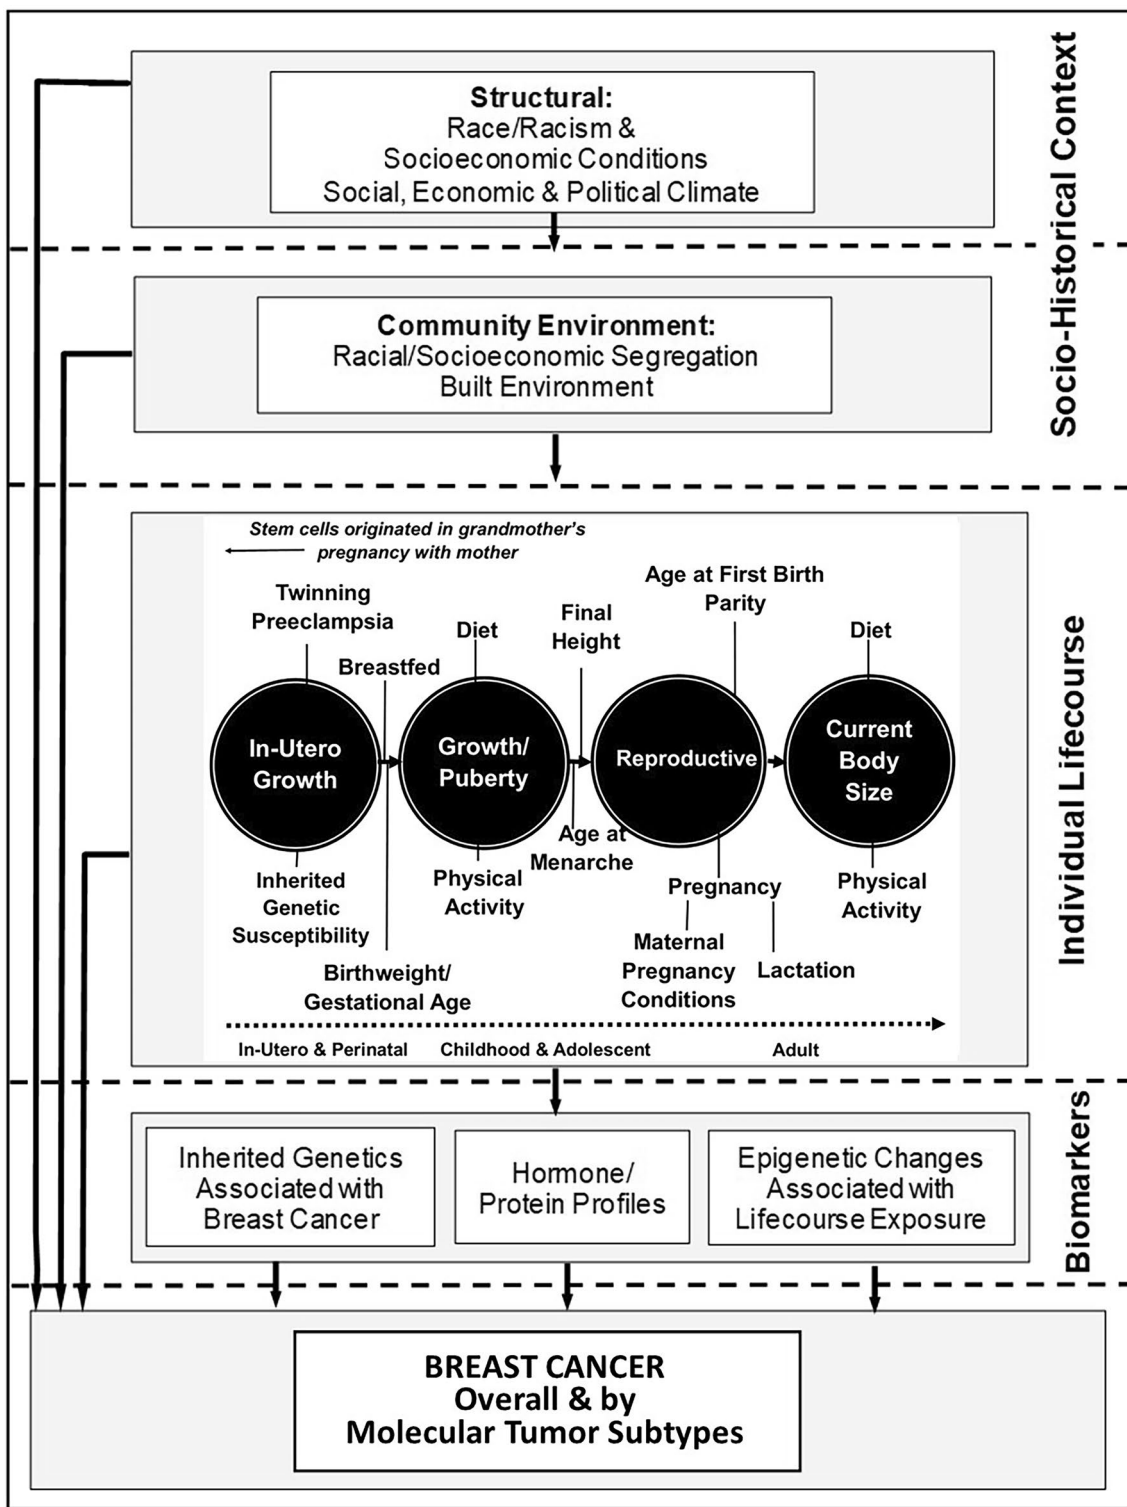 Socio-Historical Context
Structural:
Race/Racism &
Socioeconomic Conditions
Social, Economic & Political Climate
Community Environment:
Racial/Socioeconomic Segregation
Built Environment
Individual Lifecourse
Stem cells originated in grandmother's
pregnancy with mother
Twinning
Preeclampsia
Breastfed
Diet
Final
Height
Age at First Birth
Parity
Diet
In-Utero
Growth
Growth/
Puberty
Reproductive
Current
Body
Size
Inherited
Genetic
Susceptibility
Birthweight/
Gestational Age
Physical
Activity
Age at
Menarche
Pregnancy
Maternal
Pregnancy
Conditions
Lactation
Physical
Activity
In-Utero & Perinatal
Childhood & Adolescent
Adult
Biomarkers
Inherited Genetics
Associated with
Breast Cancer
Hormone/
Protein Profiles
Epigenetic Changes
Associated with
Lifecourse Exposure
BREAST CANCER
Overall & by
Molecular Tumor Subtypes